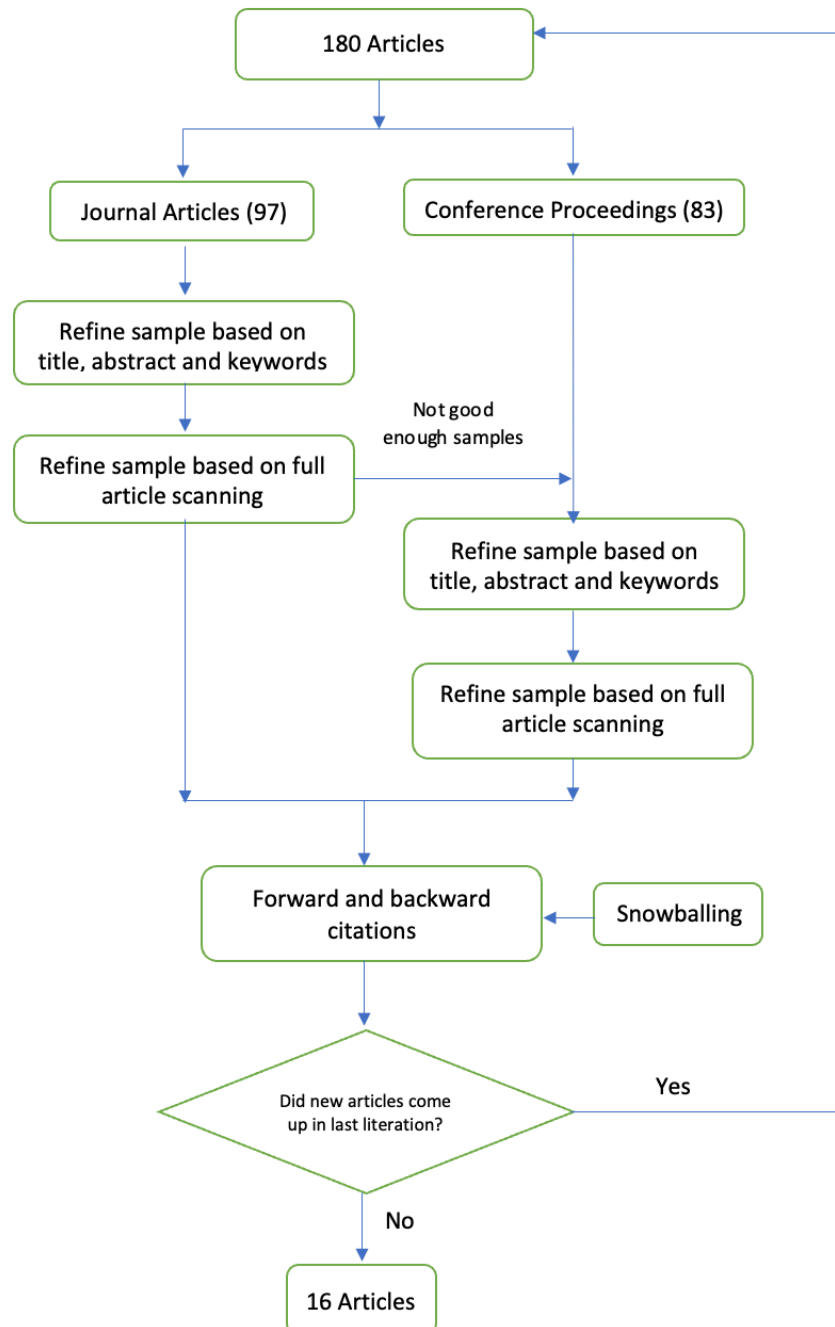 180 Articles
Journal Articles (97)
Conference Proceedings (83)
Refine sample based on
title, abstract and keywords
Not good
enough samples
Refine sample based on full
article scanning
Refine sample based on
title, abstract and keywords
Refine sample based on full
article scanning
Forward and backward
citations
Snowballing
Did new articles come
up in last literation?
Yes
No
16 Articles